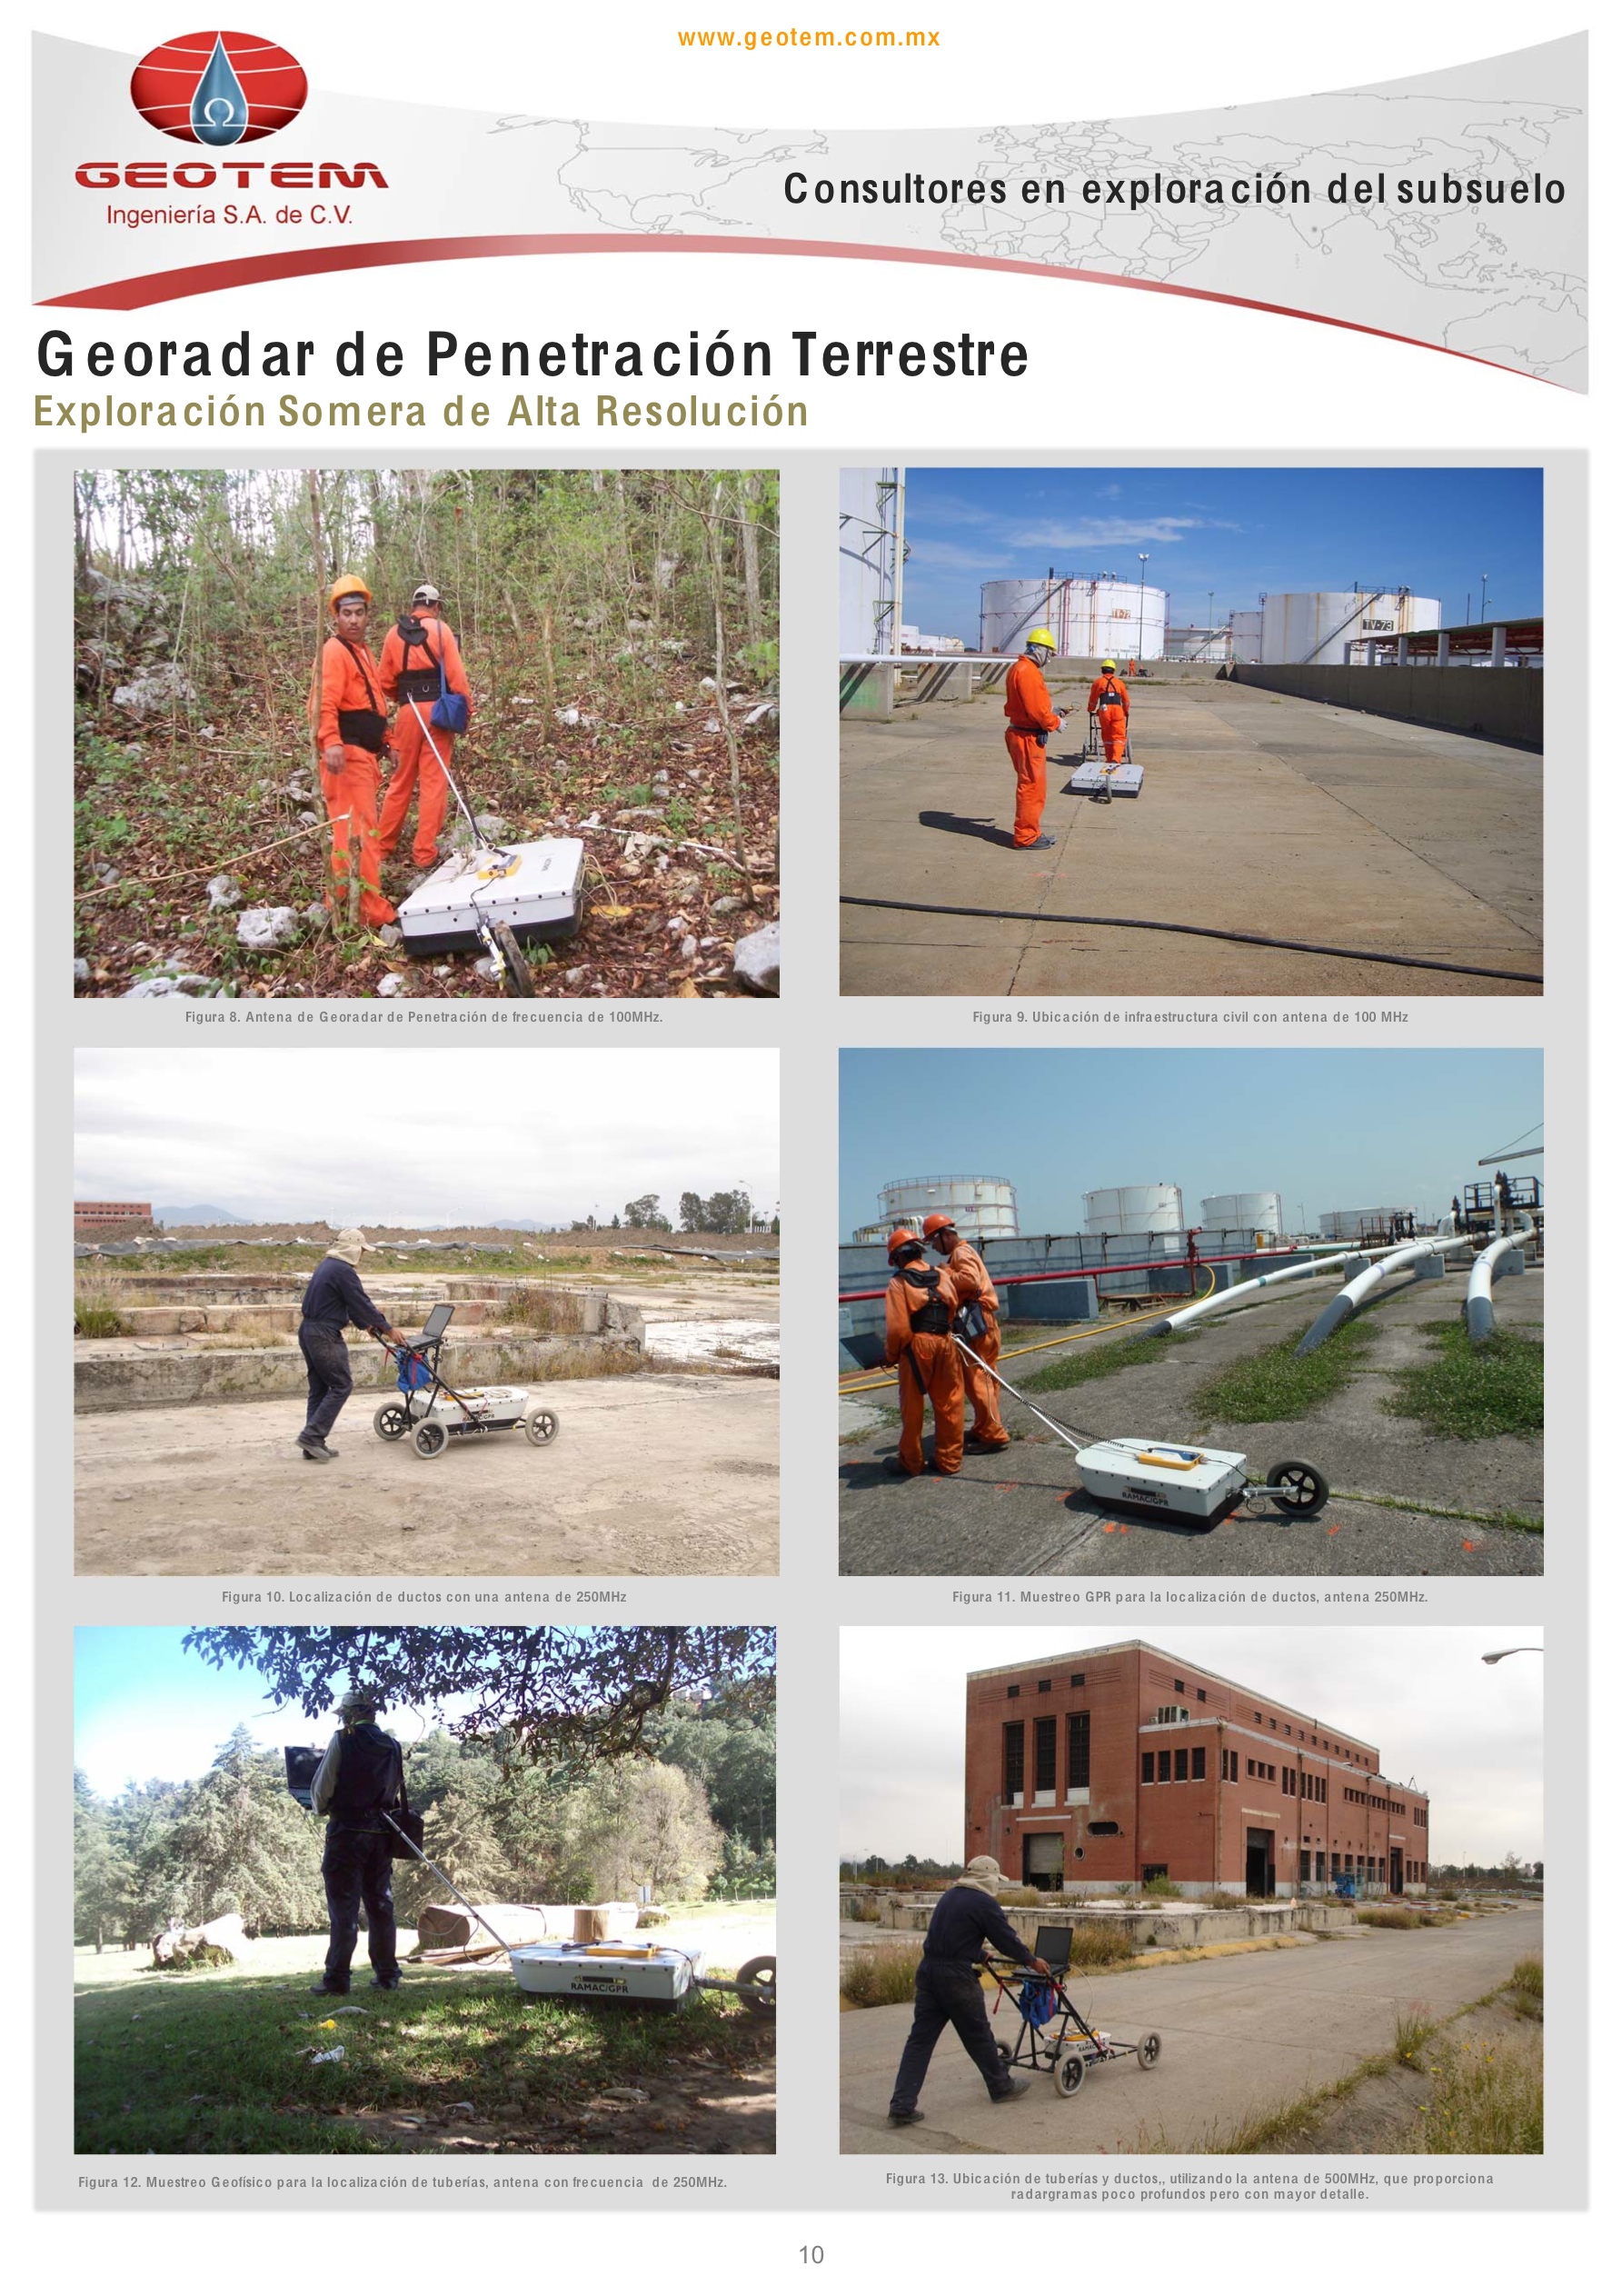 www.geotem.com.mx
Ω
GEOTEM
Ingeniería S.A. de C.V.
Consultores en exploración del subsuelo
Georadar de Penetración Terrestre
Exploración Somera de Alta Resolución
TV-73
Figura 8. Antena de Georadar de Penetración de frecuencia de 100MHz.
Figura 9. Ubicación de infraestructura civil con antena de 100 MHz
RAMAC/GPR
RAMAC/GPR
Figura 10. Localización de ductos con una antena de 250MHz
Figura 11. Muestreo GPR para la localización de ductos, antena 250MHz.
RAMAC/GPR
Figura 12. Muestreo Geofísico para la localización de tuberías, antena con frecuencia de 250MHz.
Figura 13. Ubicación de tuberías y ductos,, utilizando la antena de 500MHz, que proporciona
radargramas poco profundos pero con mayor detalle.
10